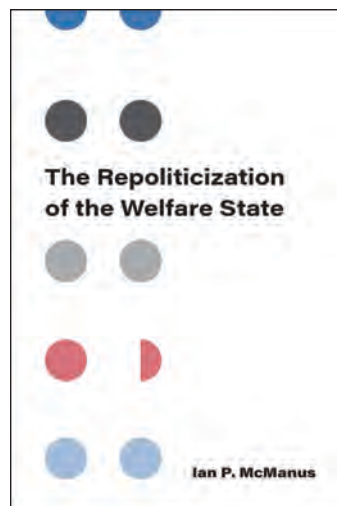 The Repoliticization
of the Welfare State
Ian P. McManus